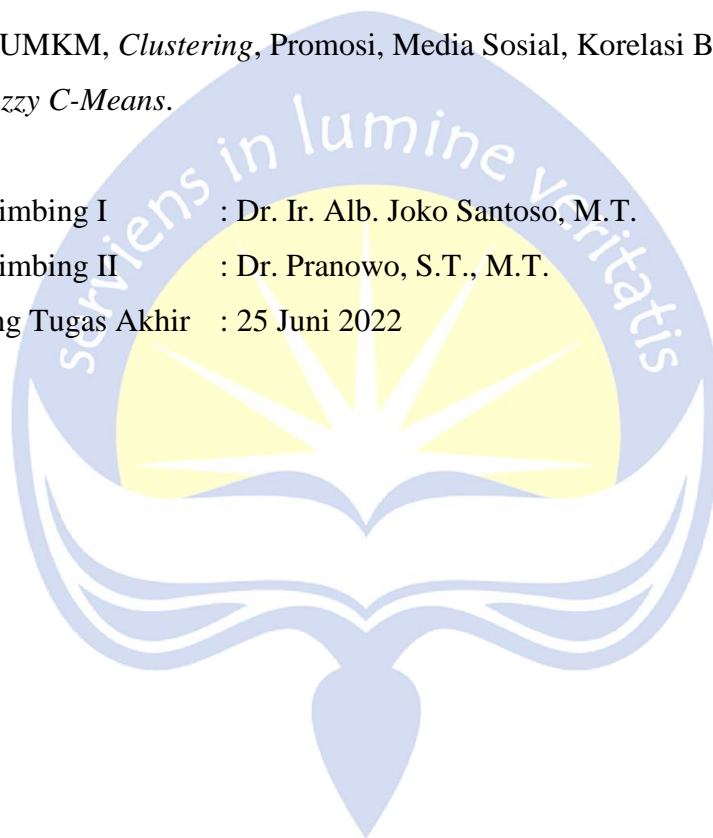 UMKM, Clustering, Promosi, Media Sosial, Korelasi B
zzy C-Means.
serviens in lumine veritatis
imbing I : Dr. Ir. Alb. Joko Santoso, M.T.
imbing II : Dr. Pranowo, S.T., M.T.
ng Tugas Akhir : 25 Juni 2022